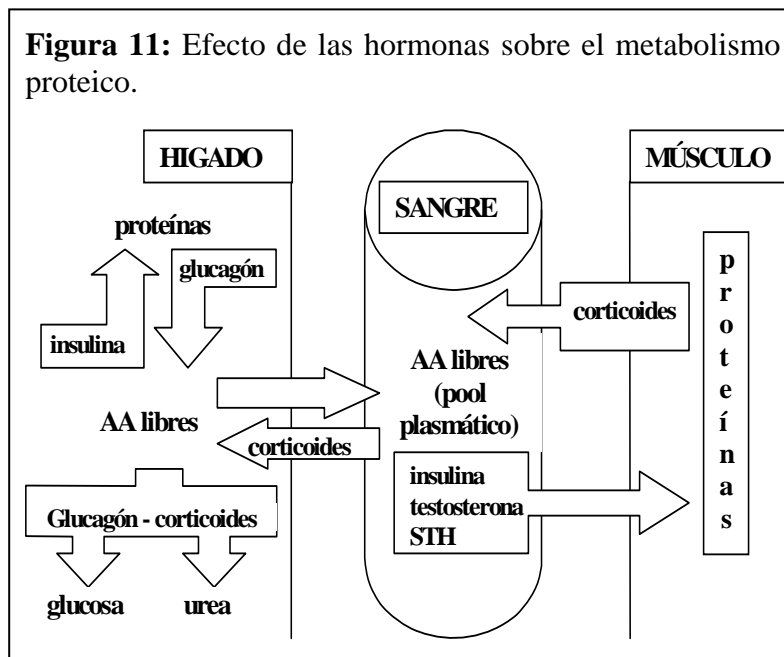 Figura 11: Efecto de las hormonas sobre el metabolismo
proteico.
HIGADO
SANGRE
MÚSCULO
proteínas
glucagón
insulina
AA libres
corticoides
Glucagón - corticoides
glucosa
urea
AA libres
(pool
plasmático)
insulina
testosterona
STH
corticoides
proteínas